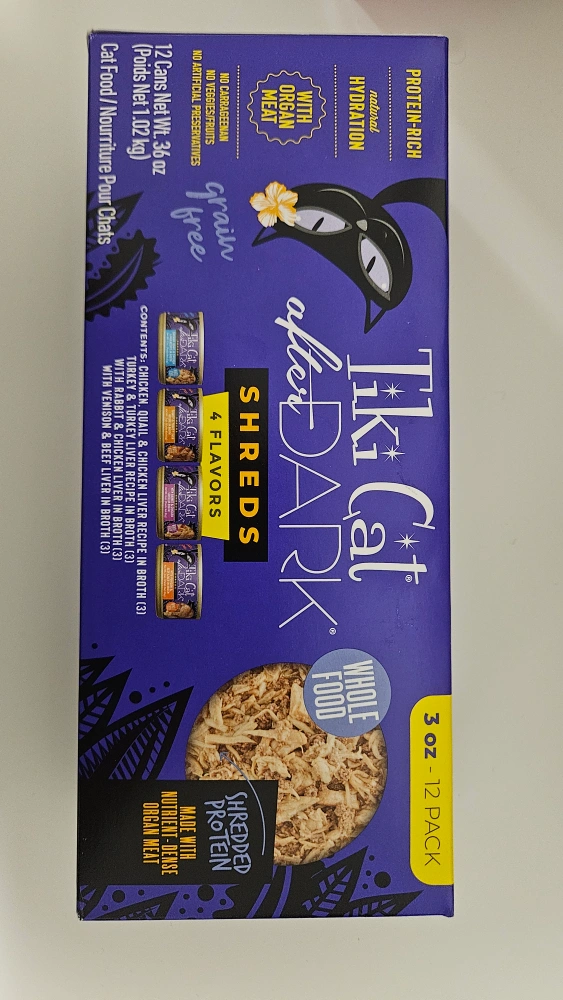 PROTEIN-RICH
natural
HYDRATION
WITH
ORGAN
MEAT
NO CARRAGEENAN
NO VEGGIES/FRUITS
NO ARTIFICIAL PRESERVATIVES
grain
free
12 Cans Net Wt. 36 oz
(Poids Net 1.02 kg)
Cat Food / Nourriture Pour Chats
Tiki Cat®
after
DARK®
SHREDS
4 FLAVORS
CONTENTS: CHICKEN, QUAIL & CHICKEN LIVER RECIPE IN BROTH (3)
TURKEY & TURKEY LIVER RECIPE IN BROTH (3)
WITH RABBIT & CHICKEN LIVER IN BROTH (3)
WITH VENISON & BEEF LIVER IN BROTH (3)
3 oz - 12 PACK
WHOLE
FOOD
SHREDDED
PROTEIN
MADE WITH
NUTRIENT-DENSE
ORGAN MEAT